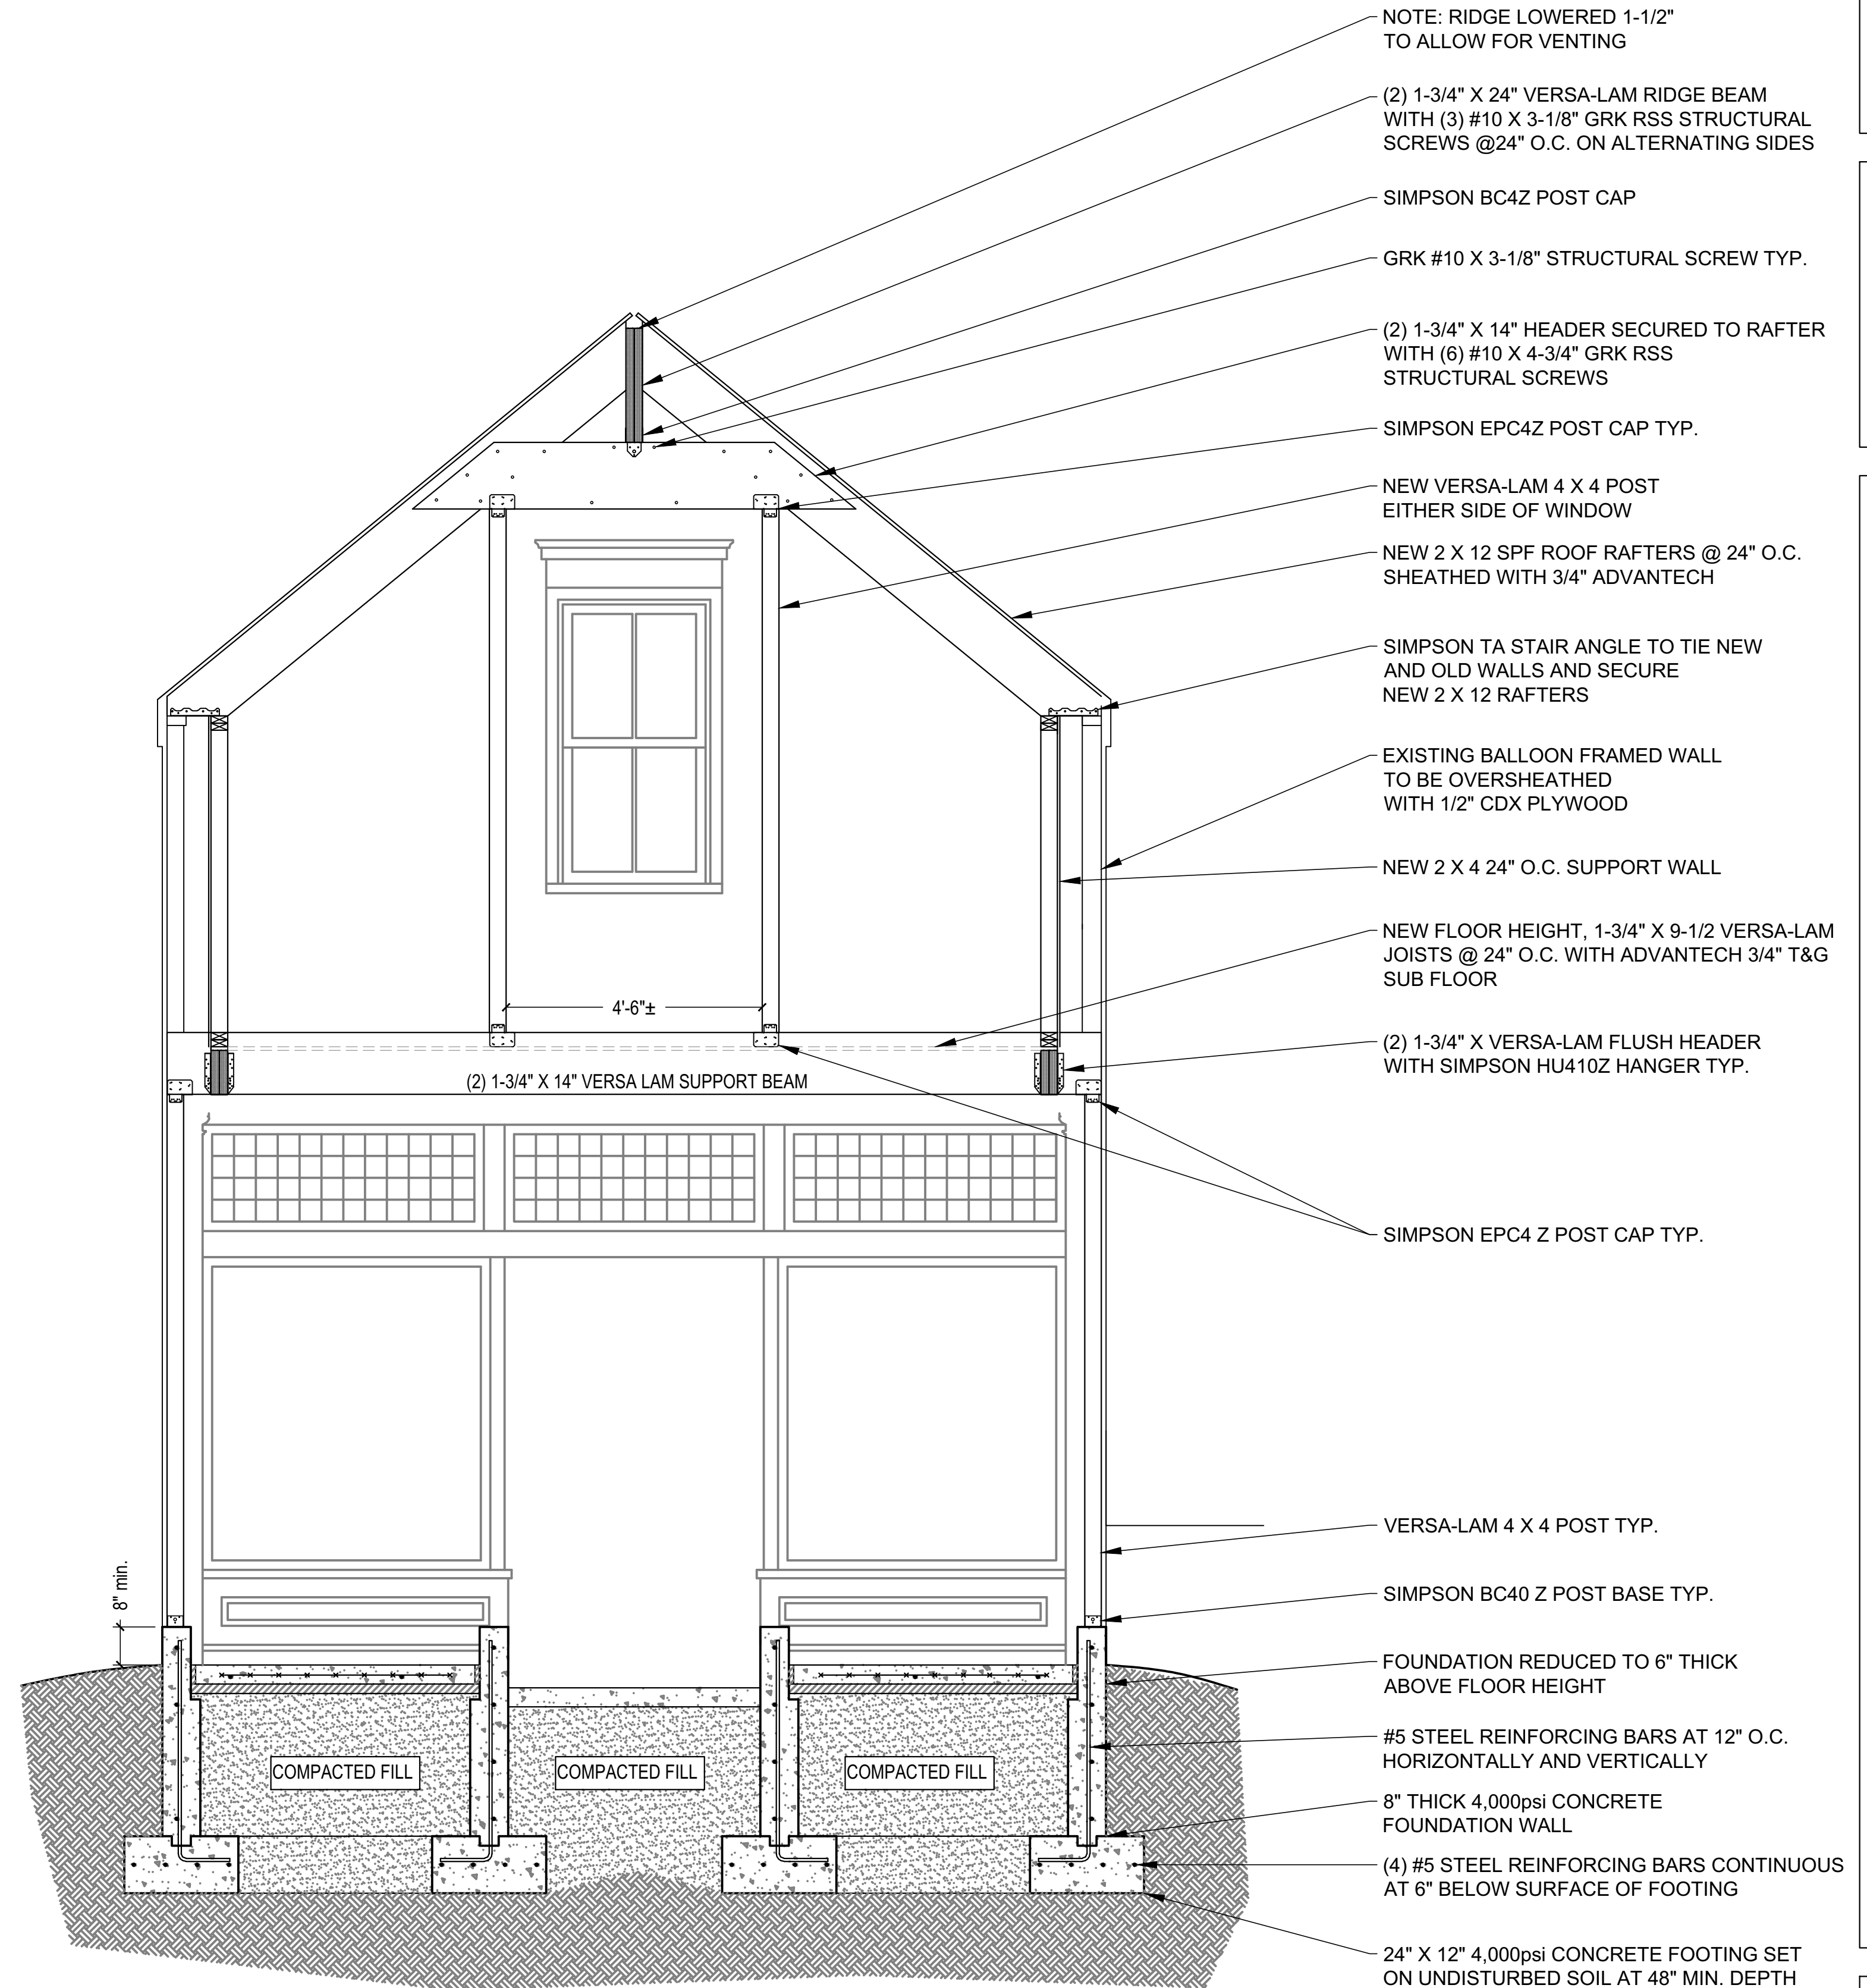 NOTE: RIDGE LOWERED 1-1/2"
TO ALLOW FOR VENTING
(2) 1-3/4" X 24" VERSA-LAM RIDGE BEAM
WITH (3) #10 X 3-1/8" GRK RSS STRUCTURAL
SCREWS @24" O.C. ON ALTERNATING SIDES
SIMPSON BC4Z POST CAP
GRK #10 X 3-1/8" STRUCTURAL SCREW TYP.
(2) 1-3/4" X 14" HEADER SECURED TO RAFTER
WITH (6) #10 X 4-3/4" GRK RSS
STRUCTURAL SCREWS
SIMPSON EPC4Z POST CAP TYP.
NEW VERSA-LAM 4 X 4 POST
EITHER SIDE OF WINDOW
NEW 2 X 12 SPF ROOF RAFTERS @ 24" O.C.
SHEATHED WITH 3/4" ADVANTECH
SIMPSON TA STAIR ANGLE TO TIE NEW
AND OLD WALLS AND SECURE
NEW 2 X 12 RAFTERS
EXISTING BALLOON FRAMED WALL
TO BE OVERSHEATHED
WITH 1/2" CDX PLYWOOD
NEW 2 X 4 24" O.C. SUPPORT WALL
NEW FLOOR HEIGHT, 1-3/4" X 9-1/2 VERSA-LAM
JOISTS @ 24" O.C. WITH ADVANTECH 3/4" T&G
SUB FLOOR
4'-6"±
(2) 1-3/4" X VERSA-LAM FLUSH HEADER
WITH SIMPSON HU410Z HANGER TYP.
(2) 1-3/4" X 14" VERSA LAM SUPPORT BEAM
SIMPSON EPC4 Z POST CAP TYP.
VERSA-LAM 4 X 4 POST TYP.
SIMPSON BC40 Z POST BASE TYP.
8" min.
FOUNDATION REDUCED TO 6" THICK
ABOVE FLOOR HEIGHT
#5 STEEL REINFORCING BARS AT 12" O.C.
HORIZONTALLY AND VERTICALLY
COMPACTED FILL
COMPACTED FILL
COMPACTED FILL
8" THICK 4,000psi CONCRETE
FOUNDATION WALL
(4) #5 STEEL REINFORCING BARS CONTINUOUS
AT 6" BELOW SURFACE OF FOOTING
24" X 12" 4,000psi CONCRETE FOOTING SET
ON UNDISTURBED SOIL AT 48" MIN. DEPTH